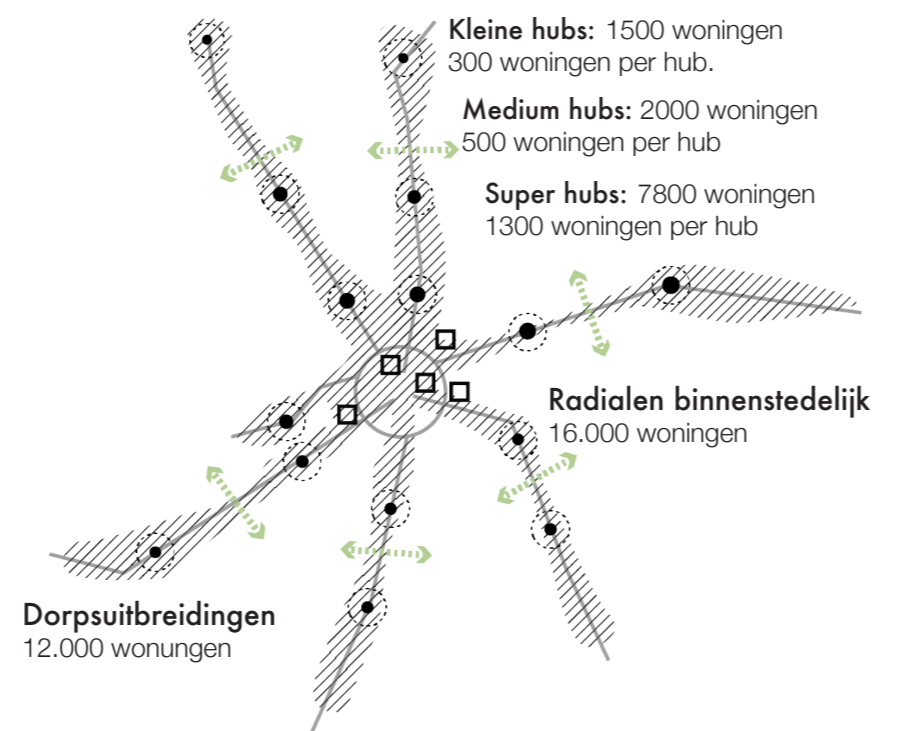 Kleine hubs: 1500 woningen
300 woningen per hub.
Medium hubs: 2000 woningen
500 woningen per hub
Super hubs: 7800 woningen
1300 woningen per hub
Radialen binnenstedelijk
16.000 woningen
Dorpsuitbreidingen
12.000 wonungen